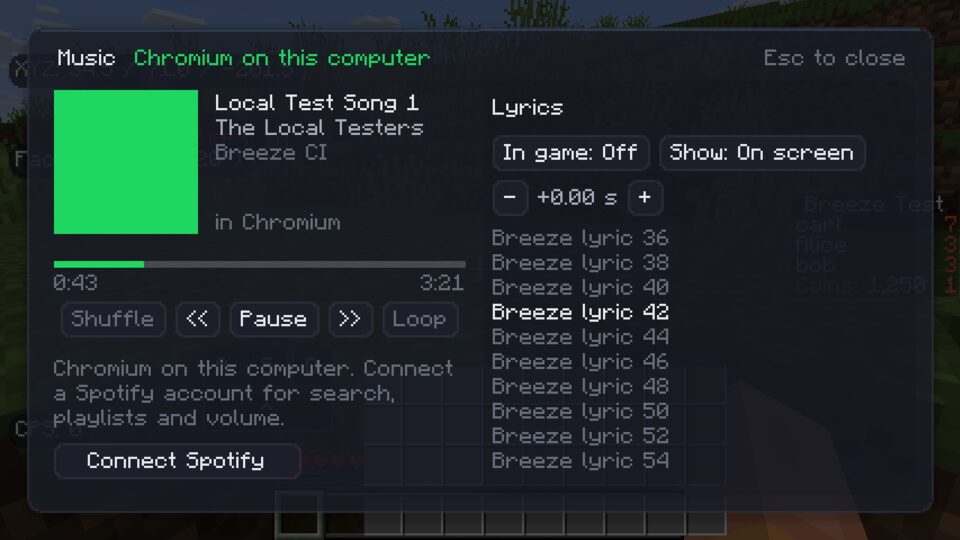 Music Chromium on this computer
Esc to close
Local Test Song 1
The Local Testers
Breeze CI
in Chromium
0:43
3:21
Shuffle << Pause >> Loop
Chromium on this computer. Connect
a Spotify account for search,
playlists and volume.
Connect Spotify
Lyrics
In game: Off Show: On screen
- +0.00 s +
Breeze lyric 36
Breeze lyric 38
Breeze lyric 40
Breeze lyric 42
Breeze lyric 44
Breeze lyric 46
Breeze lyric 48
Breeze lyric 50
Breeze lyric 52
Breeze lyric 54
Breeze Test
carl 7
Alice 3
bob 3
Coins: 1,250 1